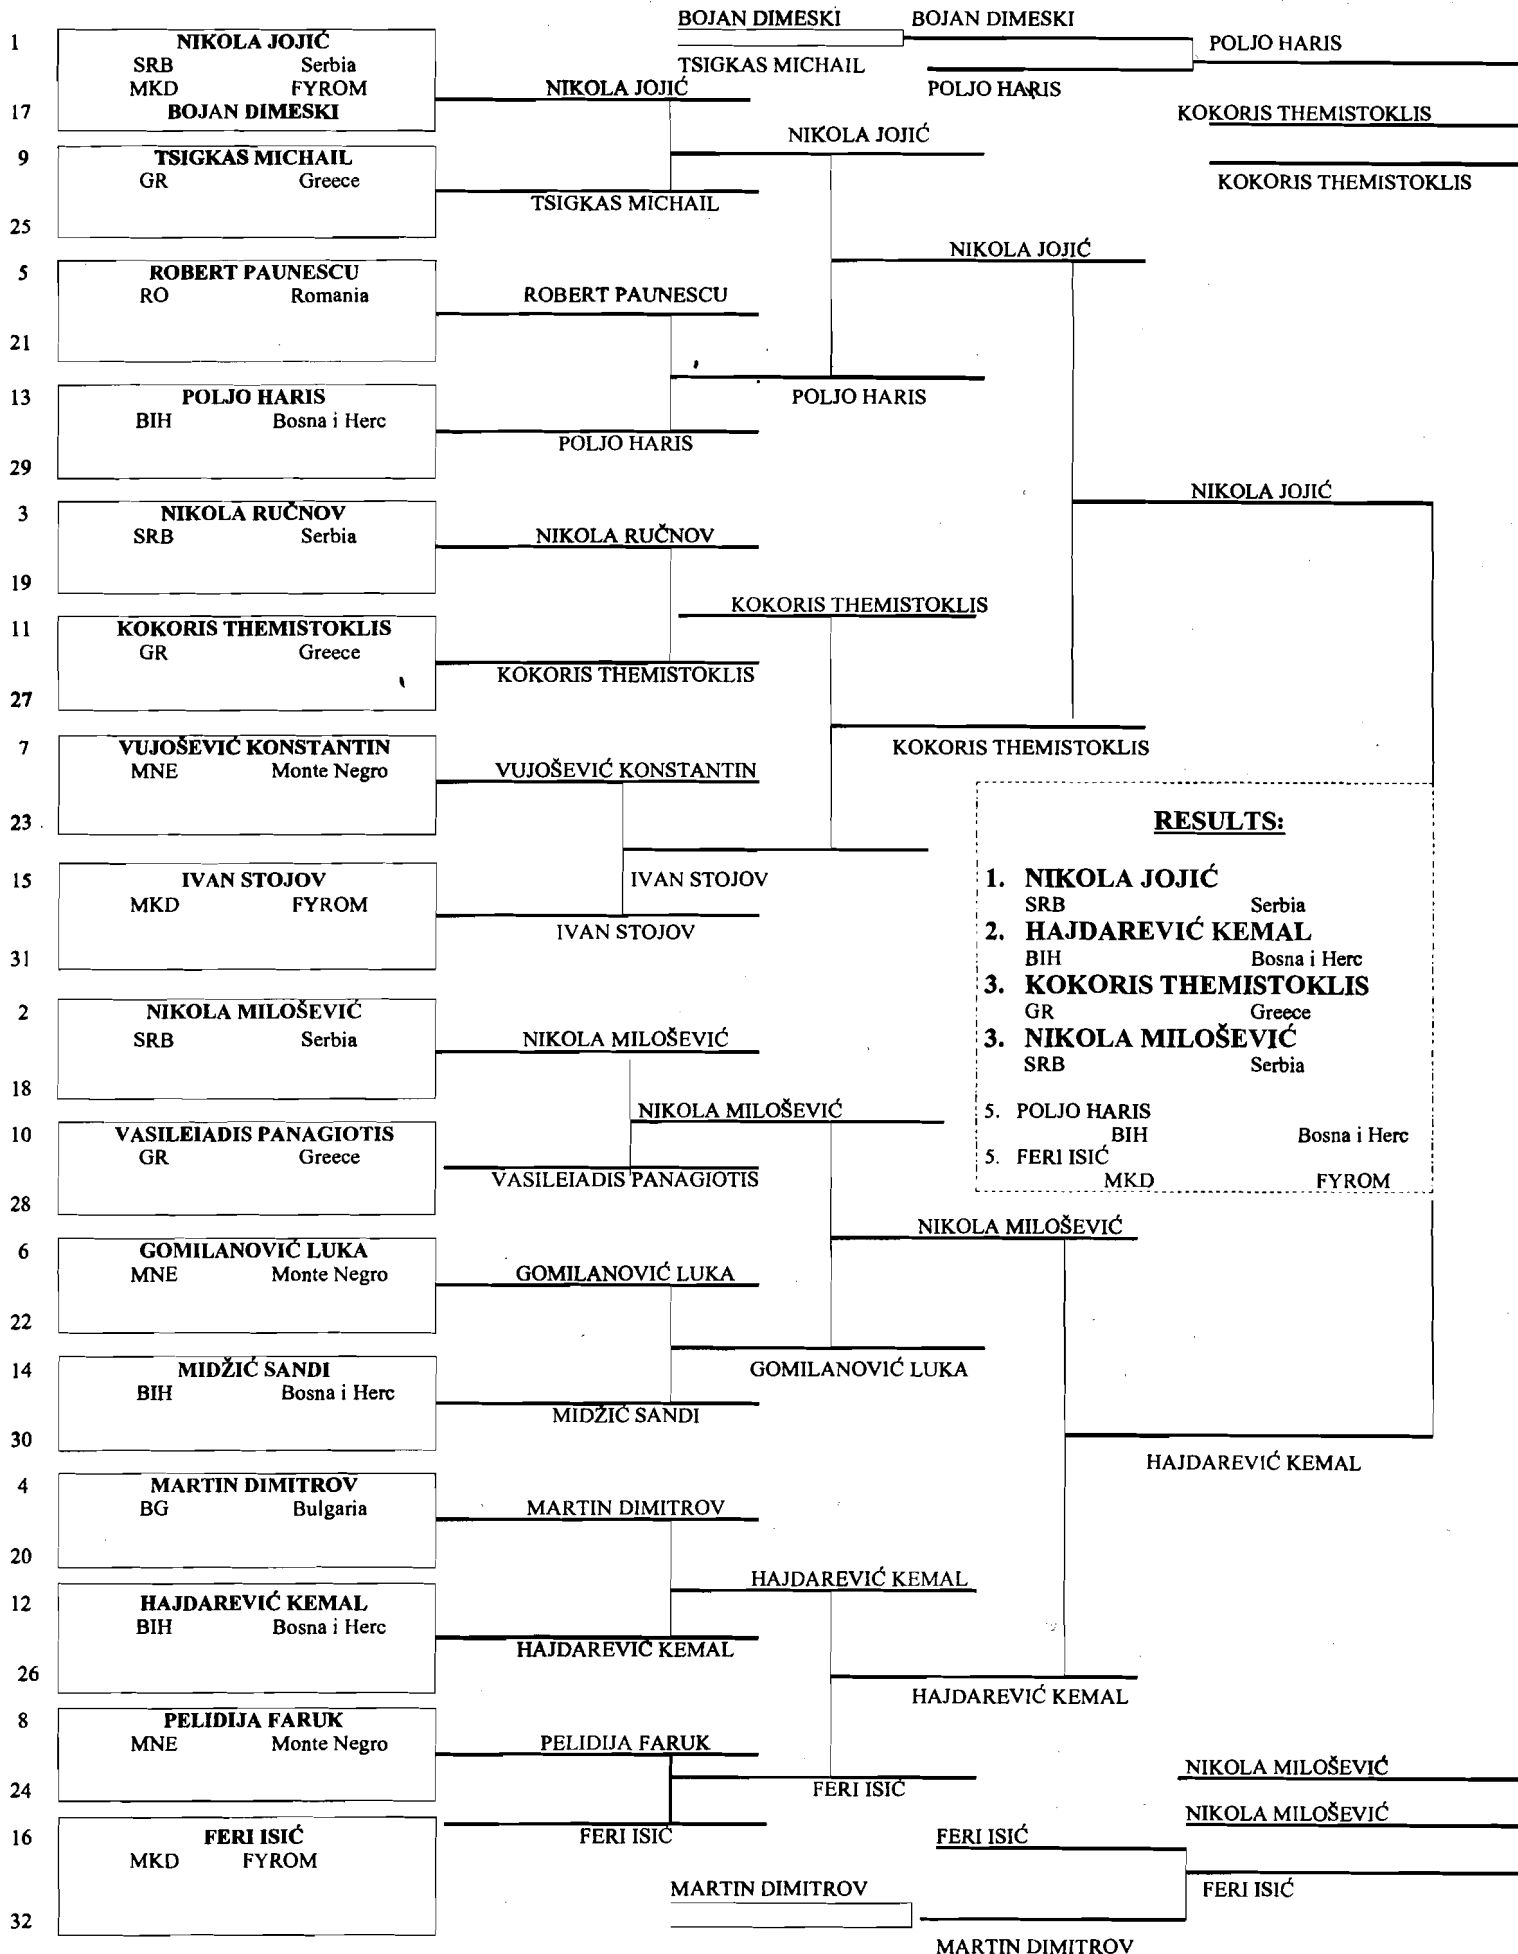 BOJAN DIMESKI
BOJAN DIMESKI
TSIGKAS MICHAIL
POLJO HARIS
POLJO HARIS
KOKORIS THEMISTOKLIS
KOKORIS THEMISTOKLIS
1
NIKOLA JOJIĆ
SRB Serbia
MKD FYROM
17
BOJAN DIMESKI
9
TSIGKAS MICHAIL
GR Greece
25
5
ROBERT PAUNESCU
RO Romania
21
13
POLJO HARIS
BIH Bosna i Herc
29
3
NIKOLA RUČNOV
SRB Serbia
19
11
KOKORIS THEMISTOKLIS
GR Greece
27
7
VUJOŠEVIĆ KONSTANTIN
MNE Monte Negro
23
15
IVAN STOJOV
MKD FYROM
31
2
NIKOLA MILOŠEVIĆ
SRB Serbia
18
10
VASILEIADIS PANAGIOTIS
GR Greece
28
6
GOMILANOVIĆ LUKA
MNE Monte Negro
22
14
MIDŽIĆ SANDI
BIH Bosna i Herc
30
4
MARTIN DIMITROV
BG Bulgaria
20
12
HAJDAREVIĆ KEMAL
BIH Bosna i Herc
26
8
PELIDIJA FARUK
MNE Monte Negro
24
16
FERI ISIĆ
MKD FYROM
32
NIKOLA JOJIĆ
TSIGKAS MICHAIL
ROBERT PAUNESCU
POLJO HARIS
NIKOLA RUČNOV
KOKORIS THEMISTOKLIS
VUJOŠEVIĆ KONSTANTIN
IVAN STOJOV
NIKOLA MILOŠEVIĆ
VASILEIADIS PANAGIOTIS
GOMILANOVIĆ LUKA
MIDŽIĆ SANDI
MARTIN DIMITROV
HAJDAREVIĆ KEMAL
PELIDIJA FARUK
FERI ISIĆ
NIKOLA JOJIĆ
POLJO HARIS
KOKORIS THEMISTOKLIS
IVAN STOJOV
NIKOLA MILOŠEVIĆ
GOMILANOVIĆ LUKA
HAJDAREVIĆ KEMAL
FERI ISIĆ
NIKOLA JOJIĆ
KOKORIS THEMISTOKLIS
NIKOLA MILOŠEVIĆ
HAJDAREVIĆ KEMAL
NIKOLA JOJIĆ
HAJDAREVIĆ KEMAL
RESULTS:
1. NIKOLA JOJIĆ
SRB Serbia
2. HAJDAREVIĆ KEMAL
BIH Bosna i Herc
3. KOKORIS THEMISTOKLIS
GR Greece
3. NIKOLA MILOŠEVIĆ
SRB Serbia
5. POLJO HARIS
BIH Bosna i Herc
5. FERI ISIĆ
MKD FYROM
NIKOLA MILOŠEVIĆ
NIKOLA MILOŠEVIĆ
FERI ISIĆ
FERI ISIĆ
MARTIN DIMITROV
MARTIN DIMITROV